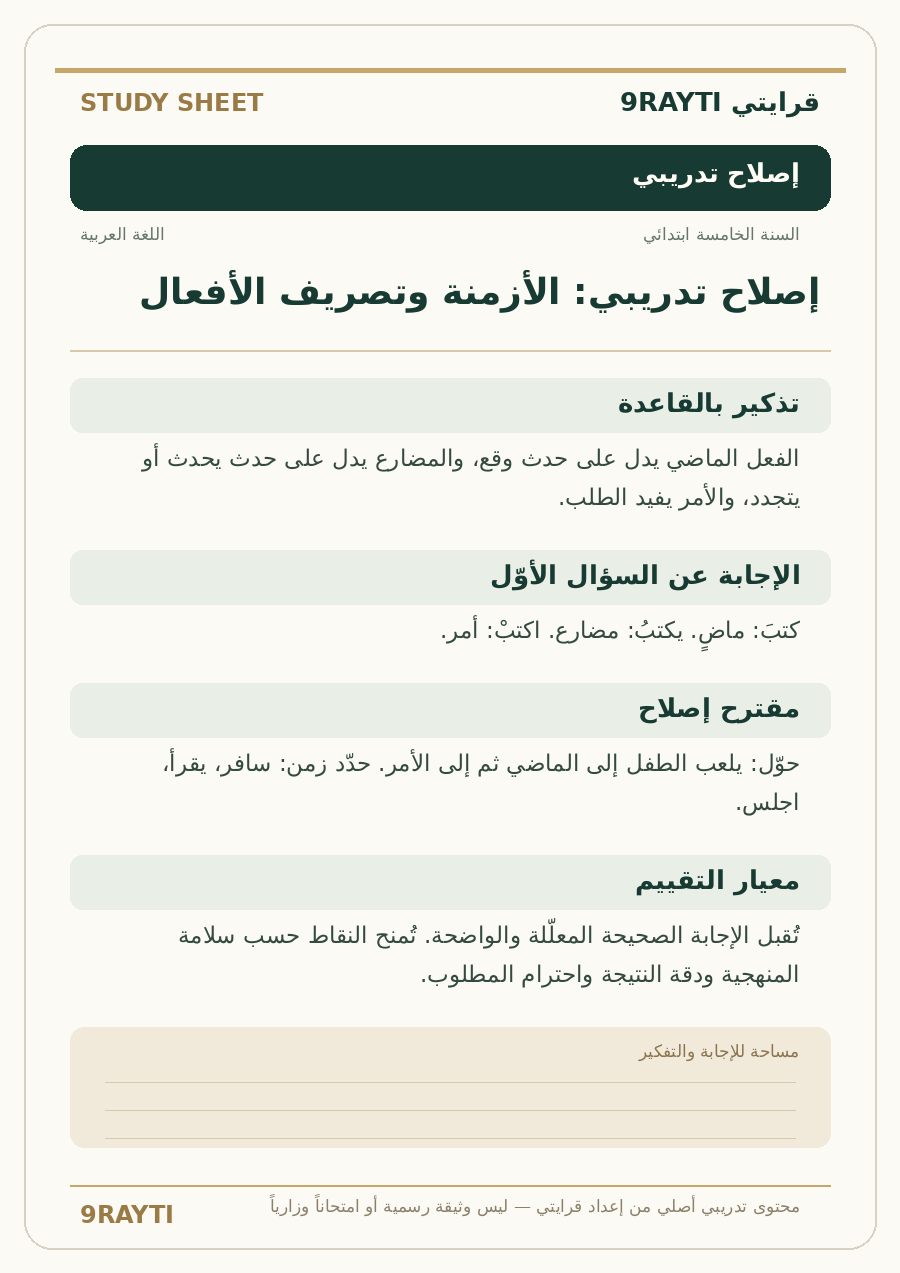 قرايتي 9RAYTI
STUDY SHEET
إصلاح تدريبي
السنة الخامسة ابتدائي
اللغة العربية
إصلاح تدريبي: الأزمنة وتصريف الأفعال
تذكير بالقاعدة
الفعل الماضي يدل على حدث وقع، والمضارع يدل على حدث يحدث أو
يتجدد، والأمر يفيد الطلب.
الإجابة عن السؤال الأوّل
كتبَ: ماضٍ. يكتبُ: مضارع. اكتبْ: أمر.
مقترح إصلاح
حوّل: يلعب الطفل إلى الماضي ثم إلى الأمر. حدّد زمن: سافر، يقرأ،
اجلس.
معيار التقييم
تُقبل الإجابة الصحيحة المعلّلة والواضحة. تُمنح النقاط حسب سلامة
المنهجية ودقة النتيجة واحترام المطلوب.
مساحة للإجابة والتفكير
محتوى تدريبي أصلي من إعداد قرايتي — ليس وثيقة رسمية أو امتحاناً وزارياً
9RAYTI